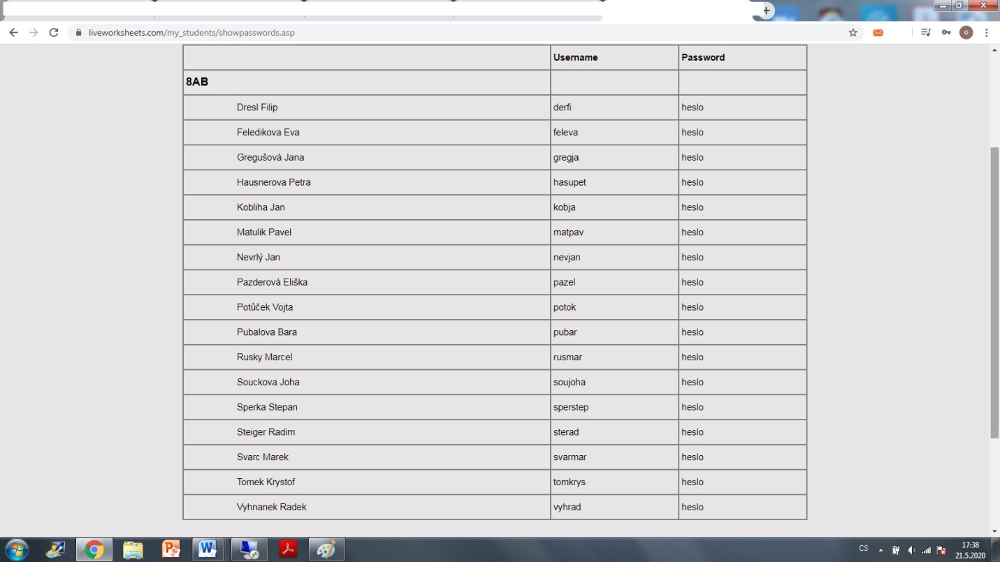 liveworksheets.com/my_students/showpasswords.asp
Username Password
8AB
Dresl Filip derfi heslo
Feledikova Eva feleva heslo
Gregušová Jana gregja heslo
Hausnerova Petra hasupet heslo
Kobliha Jan kobja heslo
Matulik Pavel matpav heslo
Nevrlý Jan nevjan heslo
Pazderová Eliška pazel heslo
Potůček Vojta potok heslo
Pubalova Bara pubar heslo
Rusky Marcel rusmar heslo
Souckova Joha soujoha heslo
Sperka Stepan sperstep heslo
Steiger Radim sterad heslo
Svarc Marek svarmar heslo
Tomek Krystof tomkrys heslo
Vyhnanek Radek vyhrad heslo
CS 17:38
21.5.2020